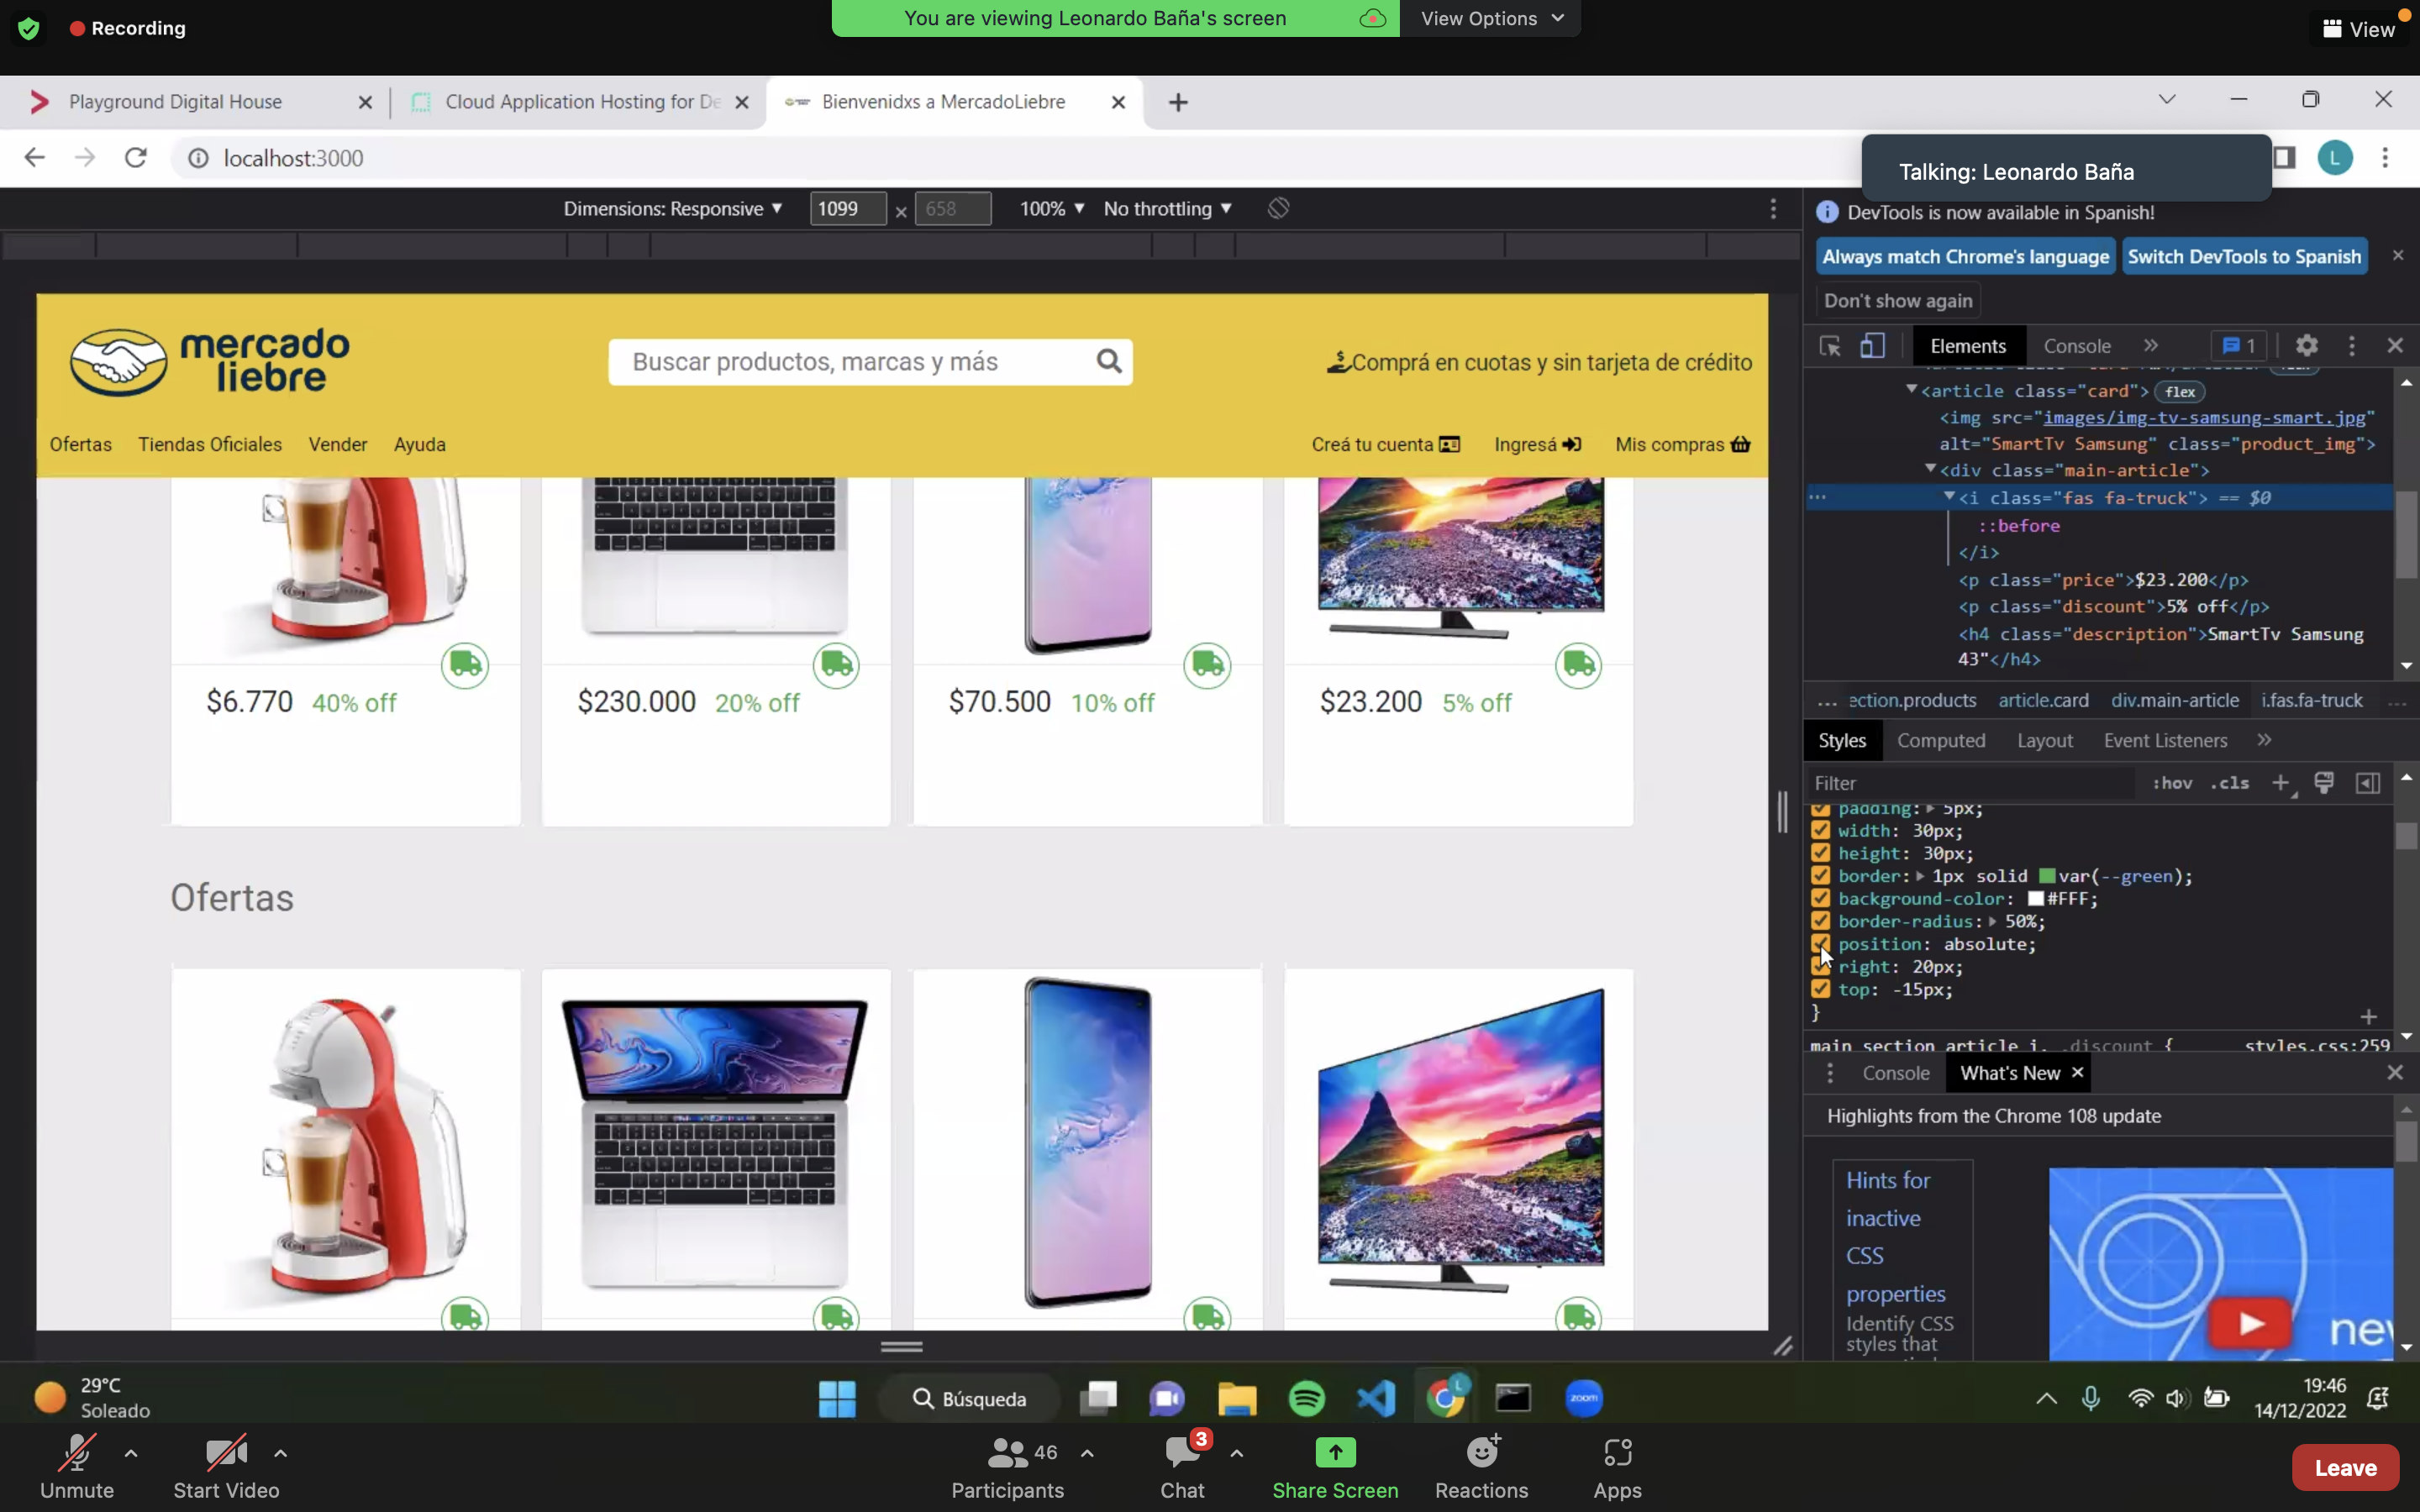 Recording
You are viewing Leonardo Baña's screen
View Options
View
Playground Digital House
Cloud Application Hosting for De
Bienvenidxs a MercadoLiebre
localhost:3000
Talking: Leonardo Baña
L
Dimensions: Responsive
1099 × 658
100%
No throttling
DevTools is now available in Spanish!
Always match Chrome's language
Switch DevTools to Spanish
Don't show again
Elements
Console
1
mercado
liebre
Buscar productos, marcas y más
Comprá en cuotas y sin tarjeta de crédito
Ofertas
Tiendas Oficiales
Vender
Ayuda
Creá tu cuenta
Ingresá
Mis compras
<article class="card"> flex
<img src="images/img-tv-samsung-smart.jpg"
alt="SmartTv Samsung" class="product_img">
<div class="main-article">
<i class="fas fa-truck"> == $0
::before
</i>
<p class="price">$23.200</p>
<p class="discount">5% off</p>
<h4 class="description">SmartTv Samsung
43"</h4>
... ection.products article.card div.main-article i.fas.fa-truck ...
$6.770 40% off
$230.000 20% off
$70.500 10% off
$23.200 5% off
Ofertas
Styles
Computed
Layout
Event Listeners
Filter
:hov
.cls
padding: 5px;
width: 30px;
height: 30px;
border: 1px solid var(--green);
background-color: #FFF;
border-radius: 50%;
position: absolute;
right: 20px;
top: -15px;
}
main section article i, .discount { styles.css:259
Console
What's New
Highlights from the Chrome 108 update
Hints for
inactive
CSS
properties
Identify CSS
styles that
new
29°C
Soleado
Búsqueda
L
zoom
19:46
14/12/2022
Unmute
Start Video
46
Participants
3
Chat
Share Screen
Reactions
Apps
Leave